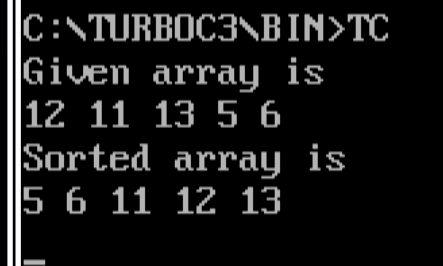 C:\TURBOC3\BIN>TC
Given array is
12 11 13 5 6
Sorted array is
5 6 11 12 13